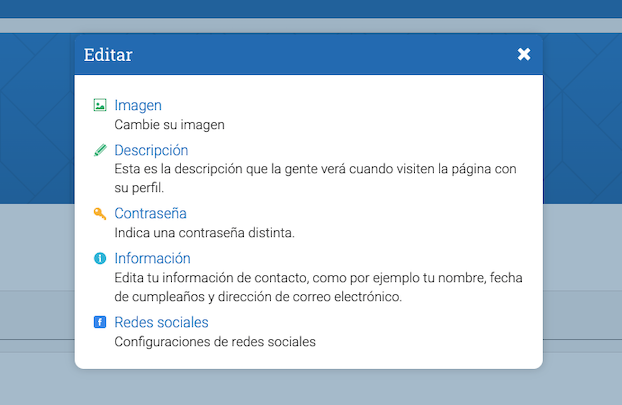 Editar
Imagen
Cambie su imagen
Descripción
Esta es la descripción que la gente verá cuando visiten la página con
su perfil.
Contraseña
Indica una contraseña distinta.
Información
Edita tu información de contacto, como por ejemplo tu nombre, fecha
de cumpleaños y dirección de correo electrónico.
Redes sociales
Configuraciones de redes sociales